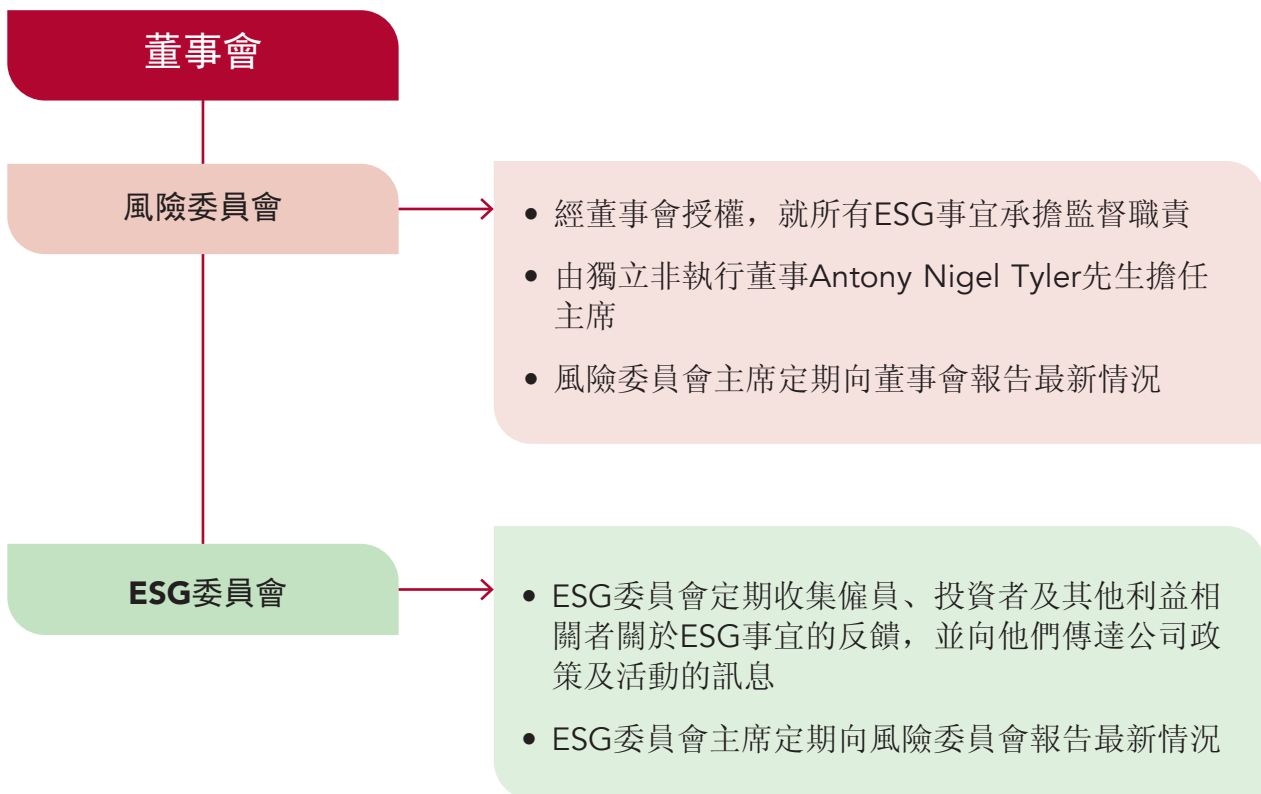 董事會
風險委員會
• 經董事會授權，就所有ESG事宜承擔監督職責
• 由獨立非執行董事Antony Nigel Tyler先生擔任
主席
• 風險委員會主席定期向董事會報告最新情況
ESG委員會
• ESG委員會定期收集僱員、投資者及其他利益相
關者關於ESG事宜的反饋，並向他們傳達公司政
策及活動的訊息
• ESG委員會主席定期向風險委員會報告最新情況